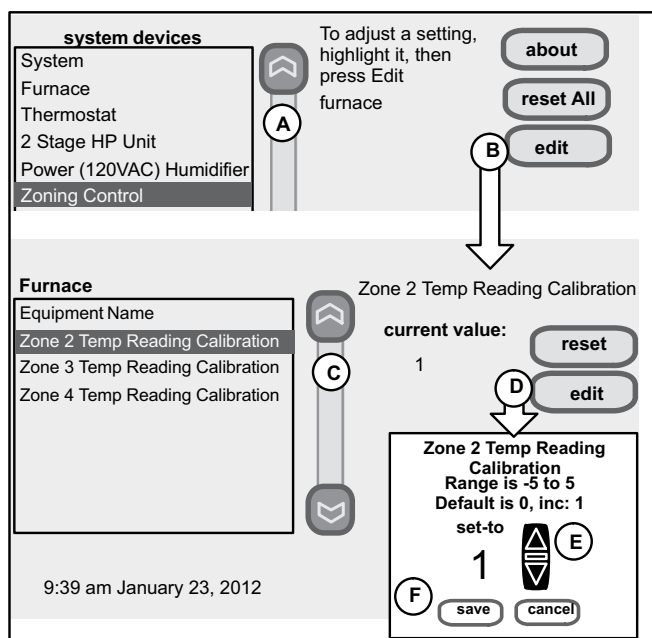 system devices
System
Furnace
Thermostat
2 Stage HP Unit
Power (120VAC) Humidifier
Zoning Control
A
To adjust a setting,
highlight it, then
press Edit
furnace
about
reset All
B
edit
Furnace
Equipment Name
Zone 2 Temp Reading Calibration
Zone 3 Temp Reading Calibration
Zone 4 Temp Reading Calibration
C
Zone 2 Temp Reading Calibration
current value:
1
reset
D
edit
Zone 2 Temp Reading
Calibration
Range is -5 to 5
Default is 0, inc: 1
set-to
1
E
F
save
cancel
9:39 am January 23, 2012